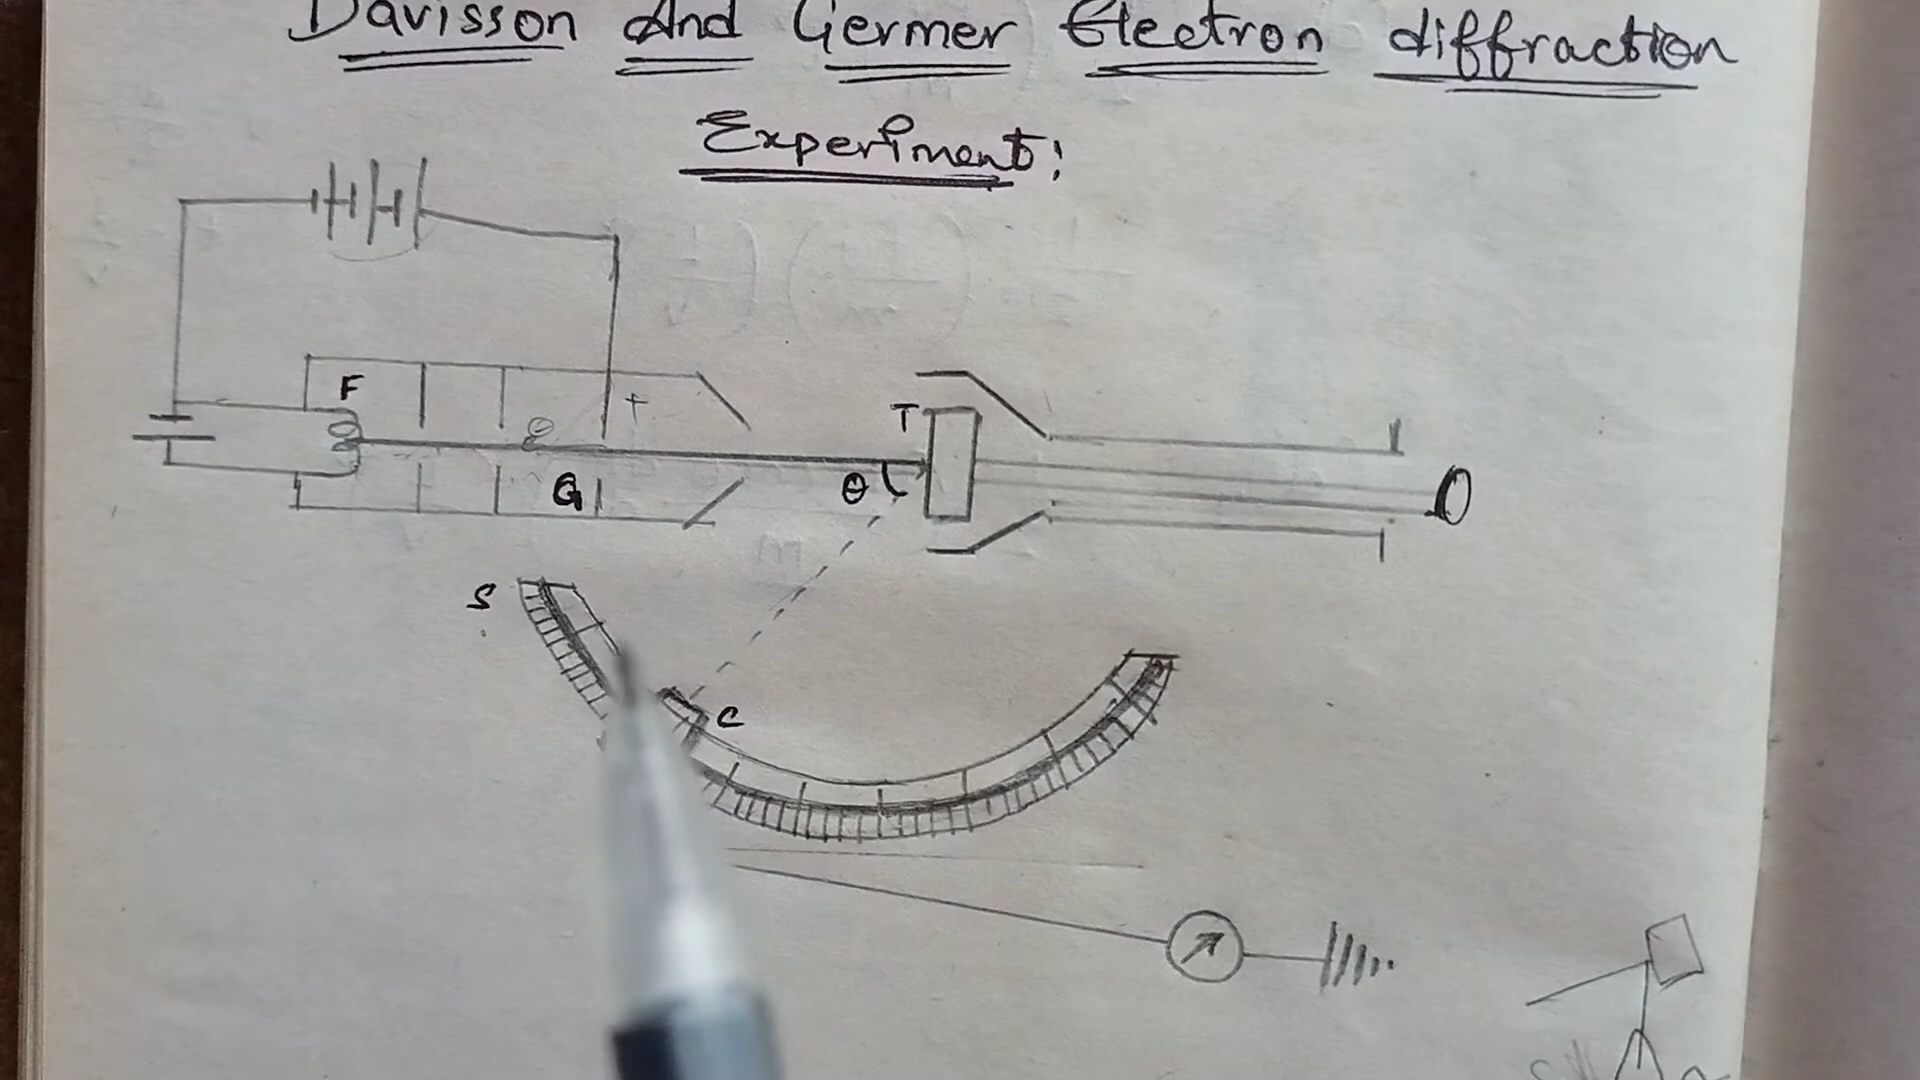 Davisson And Germer Electron diffraction
Experiment:
F
+
e
T
G
θ
S
C